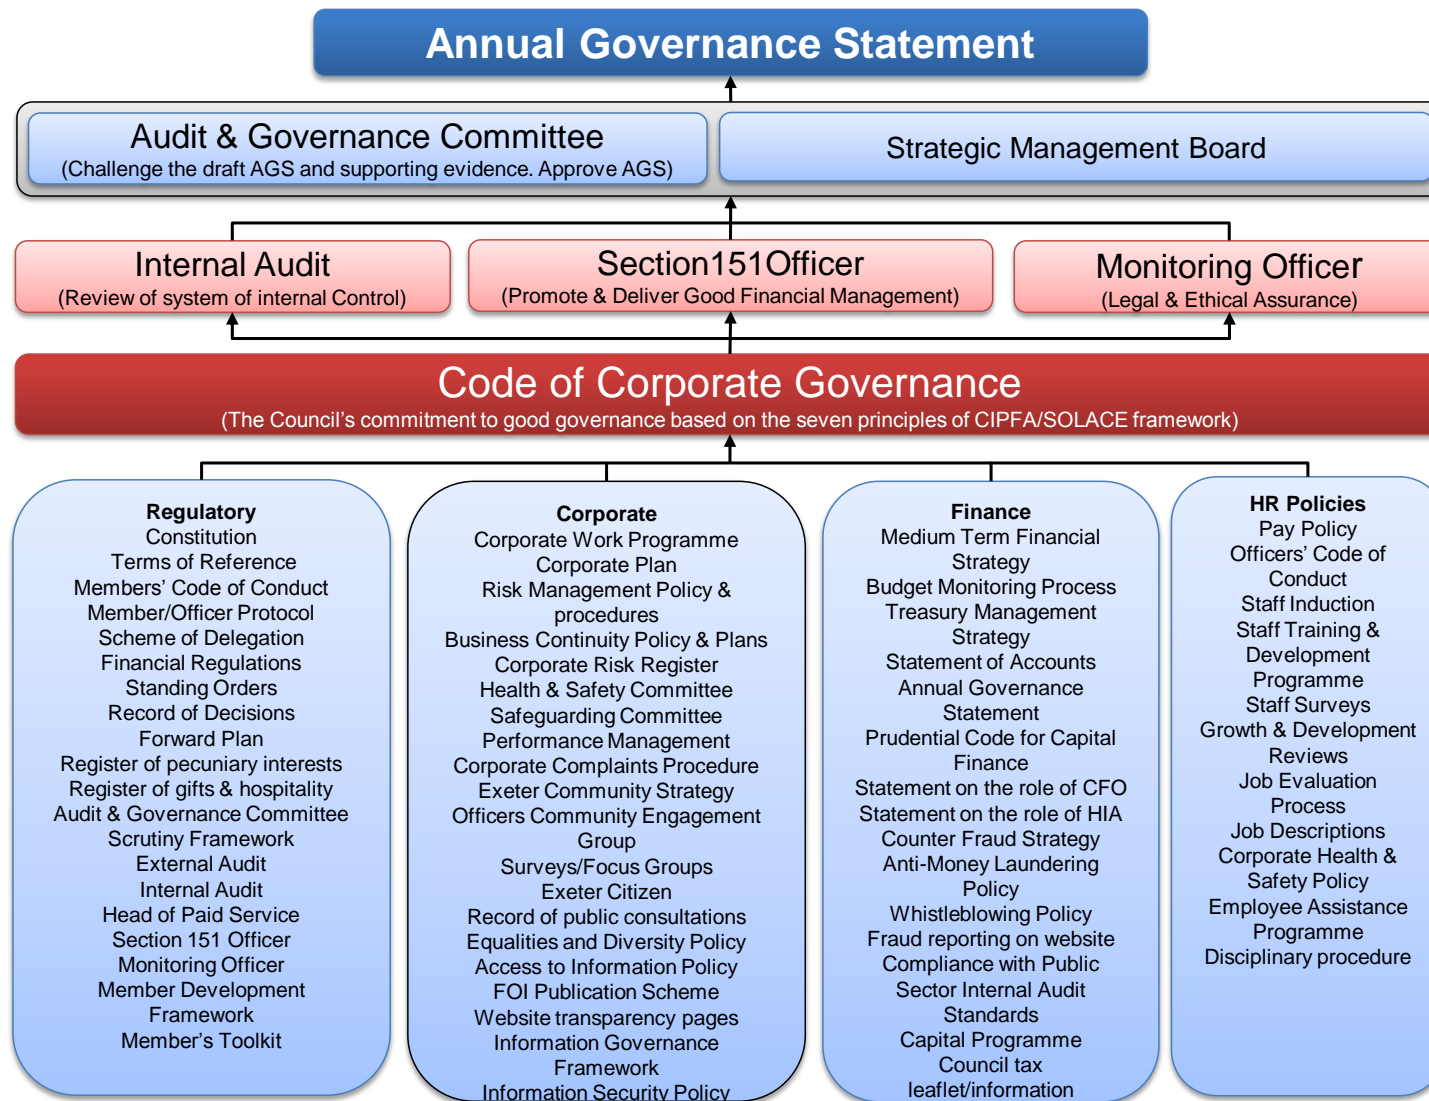 Annual Governance Statement
Audit & Governance Committee
(Challenge the draft AGS and supporting evidence. Approve AGS)
Strategic Management Board
Internal Audit
(Review of system of internal Control)
Section151Officer
(Promote & Deliver Good Financial Management)
Monitoring Officer
(Legal & Ethical Assurance)
Code of Corporate Governance
(The Council’s commitment to good governance based on the seven principles of CIPFA/SOLACE framework)
Regulatory
Constitution
Terms of Reference
Members’ Code of Conduct
Member/Officer Protocol
Scheme of Delegation
Financial Regulations
Standing Orders
Record of Decisions
Forward Plan
Register of pecuniary interests
Register of gifts & hospitality
Audit & Governance Committee
Scrutiny Framework
External Audit
Internal Audit
Head of Paid Service
Section 151 Officer
Monitoring Officer
Member Development
Framework
Member’s Toolkit
Corporate
Corporate Work Programme
Corporate Plan
Risk Management Policy &
procedures
Business Continuity Policy & Plans
Corporate Risk Register
Health & Safety Committee
Safeguarding Committee
Performance Management
Corporate Complaints Procedure
Exeter Community Strategy
Officers Community Engagement
Group
Surveys/Focus Groups
Exeter Citizen
Record of public consultations
Equalities and Diversity Policy
Access to Information Policy
FOI Publication Scheme
Website transparency pages
Information Governance
Framework
Information Security Policy
Finance
Medium Term Financial
Strategy
Budget Monitoring Process
Treasury Management
Strategy
Statement of Accounts
Annual Governance
Statement
Prudential Code for Capital
Finance
Statement on the role of CFO
Statement on the role of HIA
Counter Fraud Strategy
Anti-Money Laundering
Policy
Whistleblowing Policy
Fraud reporting on website
Compliance with Public
Sector Internal Audit
Standards
Capital Programme
Council tax
leaflet/information
HR Policies
Pay Policy
Officers’ Code of
Conduct
Staff Induction
Staff Training &
Development
Programme
Staff Surveys
Growth & Development
Reviews
Job Evaluation
Process
Job Descriptions
Corporate Health &
Safety Policy
Employee Assistance
Programme
Disciplinary procedure